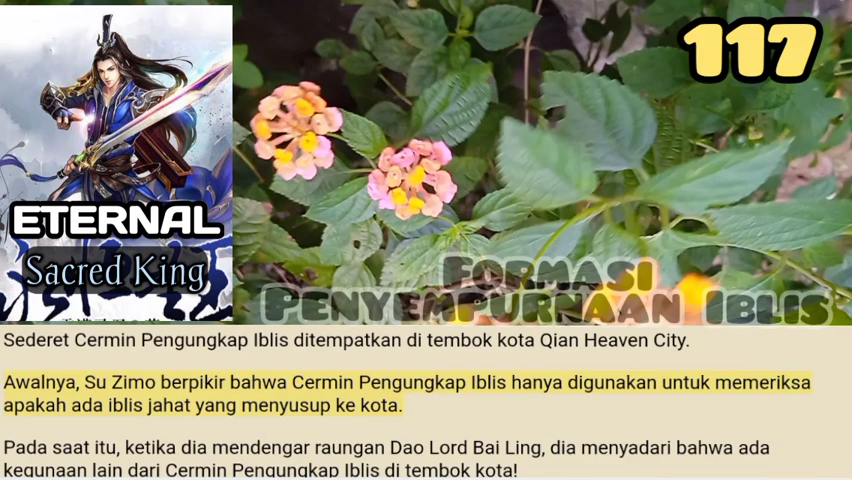 117
ETERNAL
Sacred King
FORMASI
PENYEMPURNAAN IBLIS
Sederet Cermin Pengungkap Iblis ditempatkan di tembok kota Qian Heaven City.
Awalnya, Su Zimo berpikir bahwa Cermin Pengungkap Iblis hanya digunakan untuk memeriksa
apakah ada iblis jahat yang menyusup ke kota.
Pada saat itu, ketika dia mendengar raungan Dao Lord Bai Ling, dia menyadari bahwa ada
kegunaan lain dari Cermin Pengungkap Iblis di tembok kota!